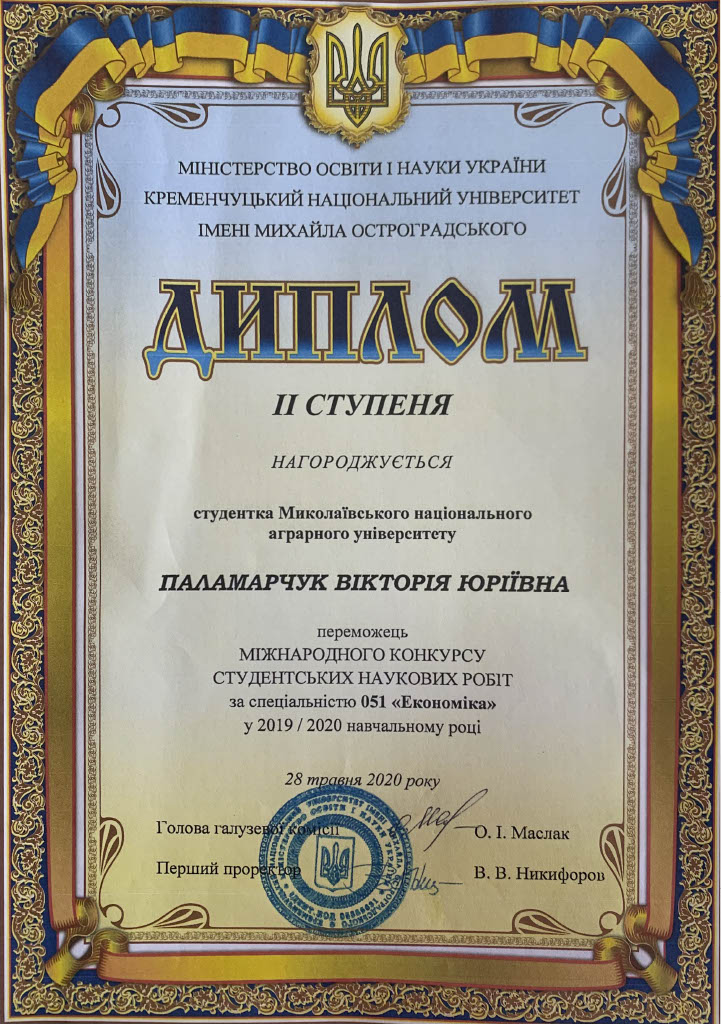 МІНІСТЕРСТВО ОСВІТИ І НАУКИ УКРАЇНИ
КРЕМЕНЧУЦЬКИЙ НАЦІОНАЛЬНИЙ УНІВЕРСИТЕТ
ІМЕНІ МИХАЙЛА ОСТРОГРАДСЬКОГО
ДИПЛОМ
ІІ СТУПЕНЯ
НАГОРОДЖУЄТЬСЯ
студентка Миколаївського національного
аграрного університету
ПАЛАМАРЧУК ВІКТОРІЯ ЮРІЇВНА
переможець
МІЖНАРОДНОГО КОНКУРСУ
СТУДЕНТСЬКИХ НАУКОВИХ РОБІТ
за спеціальністю 051 «Економіка»
у 2019 / 2020 навчальному році
28 травня 2020 року
Голова галузевої комісії О. І. Маслак
Перший проректор В. В. Никифоров